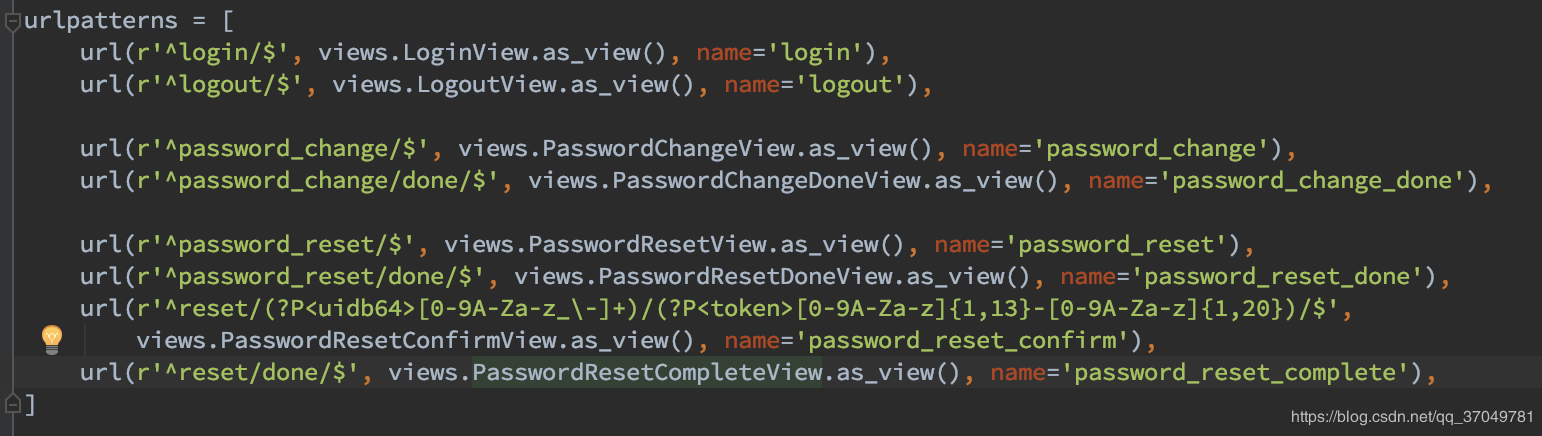 urlpatterns = [
    url(r'^login/$', views.LoginView.as_view(), name='login'),
    url(r'^logout/$', views.LogoutView.as_view(), name='logout'),
    url(r'^password_change/$', views.PasswordChangeView.as_view(), name='password_change'),
    url(r'^password_change/done/$', views.PasswordChangeDoneView.as_view(), name='password_change_done'),
    url(r'^password_reset/$', views.PasswordResetView.as_view(), name='password_reset'),
    url(r'^password_reset/done/$', views.PasswordResetDoneView.as_view(), name='password_reset_done'),
    url(r'^reset/(?P<uidb64>[0-9A-Za-z_\-]+)/(?P<token>[0-9A-Za-z]{1,13}-[0-9A-Za-z]{1,20})/$',
        views.PasswordResetConfirmView.as_view(), name='password_reset_confirm'),
    url(r'^reset/done/$', views.PasswordResetCompleteView.as_view(), name='password_reset_complete'),
]
https://blog.csdn.net/qq_37049781